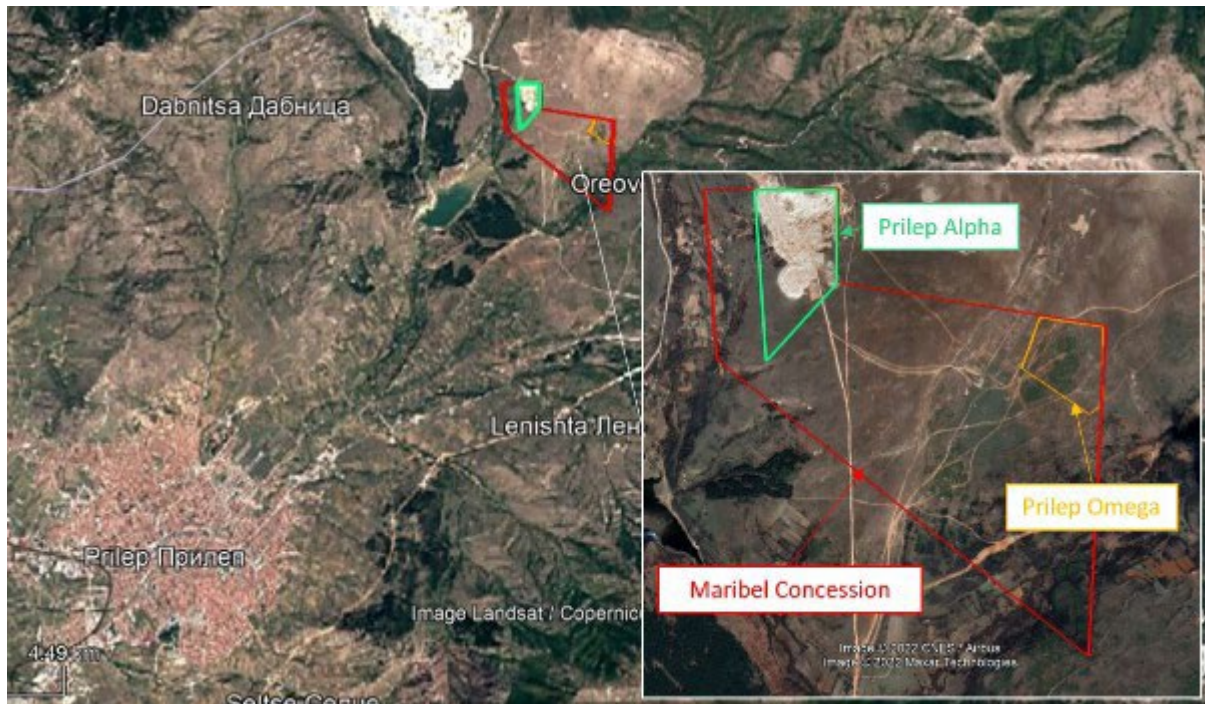 Dabnitsa Дабница
Oreov
Prilep Alpha
Lenishta Лен
Prilep Omega
Prilep Прилеп
Maribel Concession
Image Landsat / Copernic
Image © 2022 CNES / Airbus
Image © 2022 Maxar Technologies
4.49 km